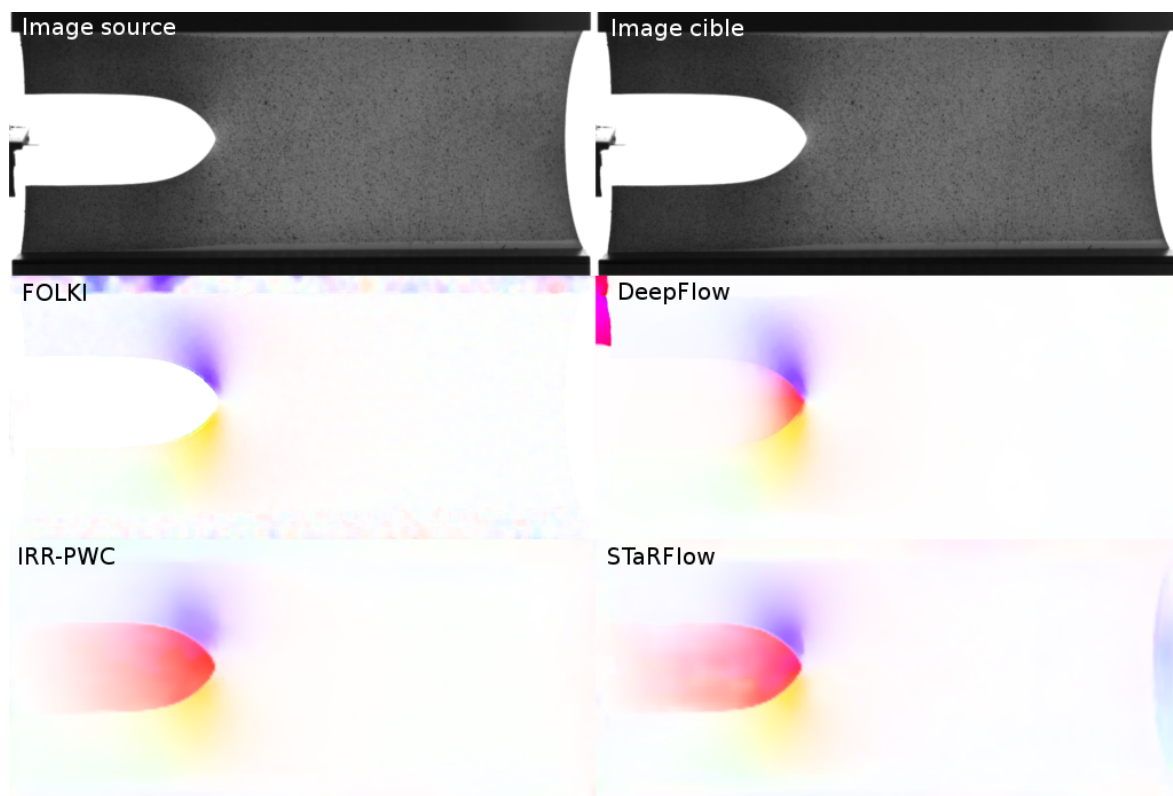 Image source
Image cible
FOLKI
DeepFlow
IRR-PWC
STaRFlow